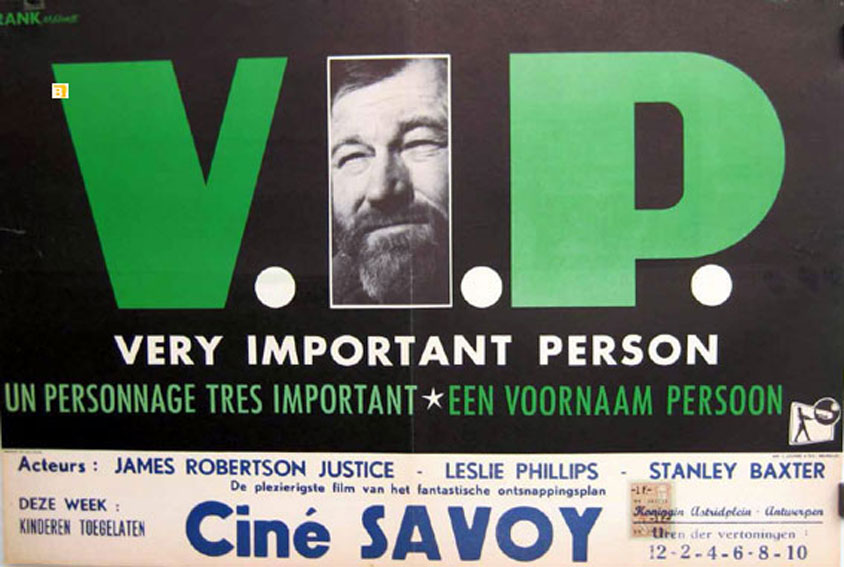 RANK
B
V.I.P.
VERY IMPORTANT PERSON
UN PERSONNAGE TRES IMPORTANT ★ EEN VOORNAAM PERSOON
Acteurs : JAMES ROBERTSON JUSTICE - LESLIE PHILLIPS - STANLEY BAXTER
De plezierigste film van het fantastische ontsnappingsplan
DEZE WEEK :
KINDEREN TOEGELATEN
Ciné SAVOY
Koningin Astridplein - Antwerpen
Uren der vertoningen :
12-2-4-6-8-10